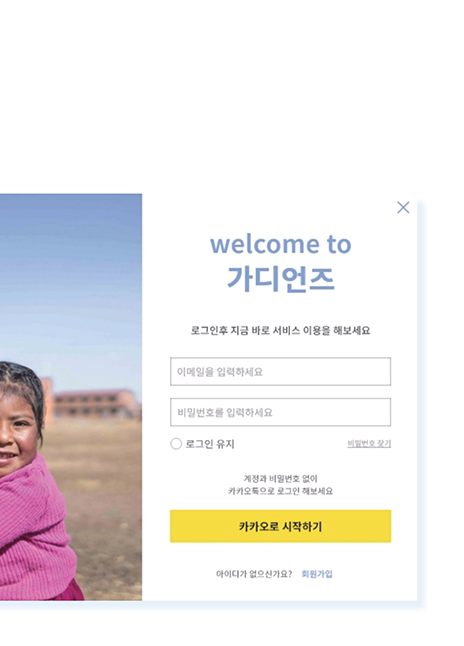 welcome to
가디언즈
로그인후 지금 바로 서비스 이용을 해보세요
이메일을 입력하세요
비밀번호를 입력하세요
로그인 유지
비밀번호 찾기
계정과 비밀번호 없이
카카오톡으로 로그인 해보세요
카카오로 시작하기
아이디가 없으신가요? 회원가입